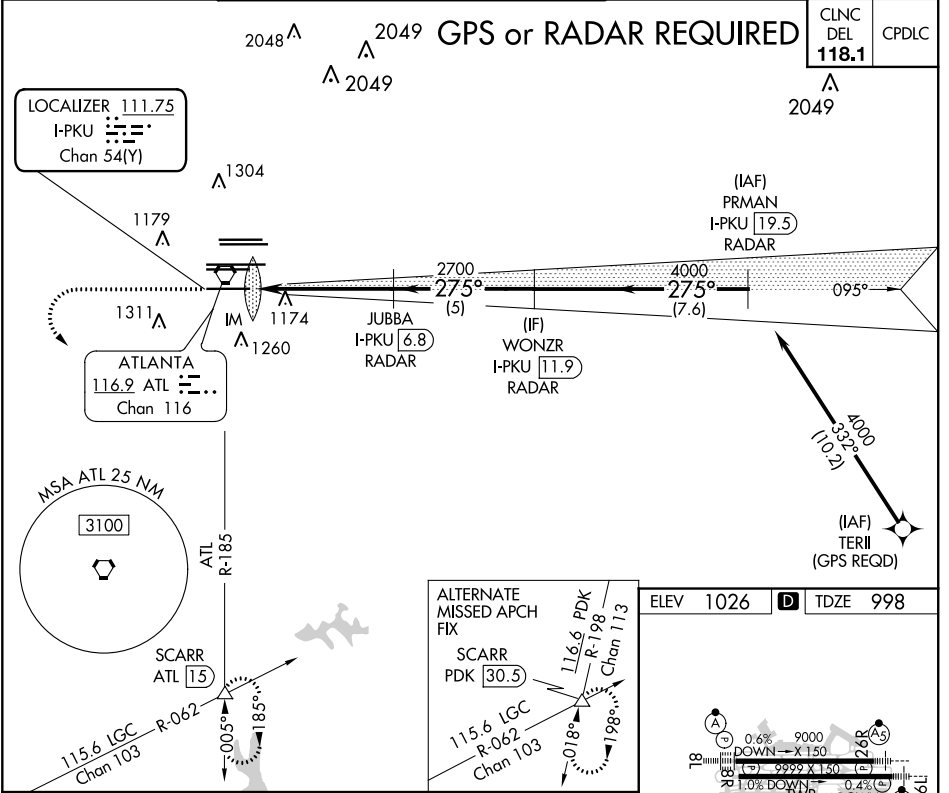 GPS or RADAR REQUIRED
CLNC
DEL
118.1
CPDLC
2048
2049
2049
2049
LOCALIZER 111.75
I-PKU
Chan 54(Y)
1304
1179
(IAF)
PRMAN
I-PKU 19.5
RADAR
2700
275°
(5)
4000
275°
(7.6)
095°
1311
IM
1174
1260
JUBBA
I-PKU 6.8
RADAR
(IF)
WONZR
I-PKU 11.9
RADAR
ATLANTA
116.9 ATL
Chan 116
4000
332°
(10.2)
(IAF)
TERII
(GPS REQD)
MSA ATL 25 NM
3100
ATL
R-185
SCARR
ATL 15
R-062
115.6 LGC
Chan 103
005°
185°
ALTERNATE
MISSED APCH
FIX
SCARR
PDK 30.5
116.6 PDK
R-198
Chan 113
115.6 LGC
R-062
Chan 103
018°
198°
ELEV 1026 D TDZE 998
A
P
0.6% 9000
DOWN X 150
26R
A5
8L
P
9999 X 150
P
8R
1.0% DOWN
0.4%
6L